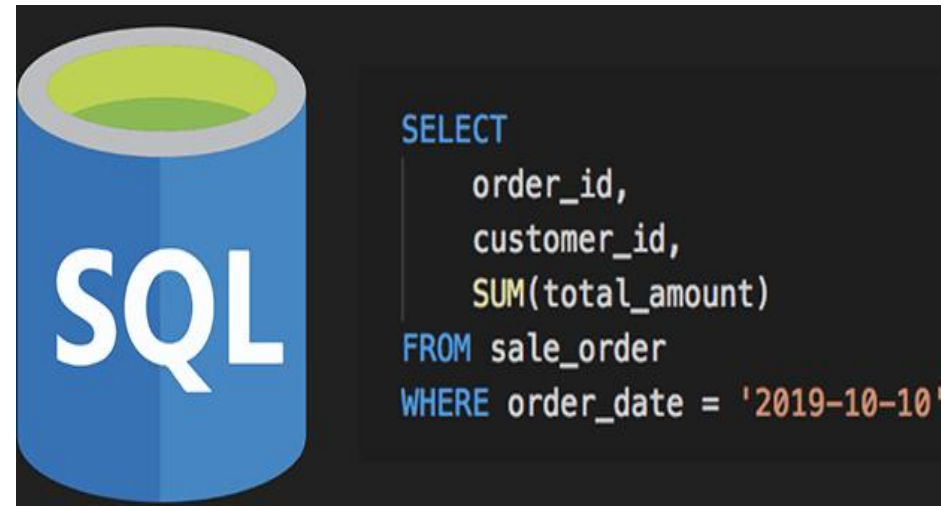 SQL
SELECT
order_id,
customer_id,
SUM(total_amount)
FROM sale_order
WHERE order_date = '2019-10-10'